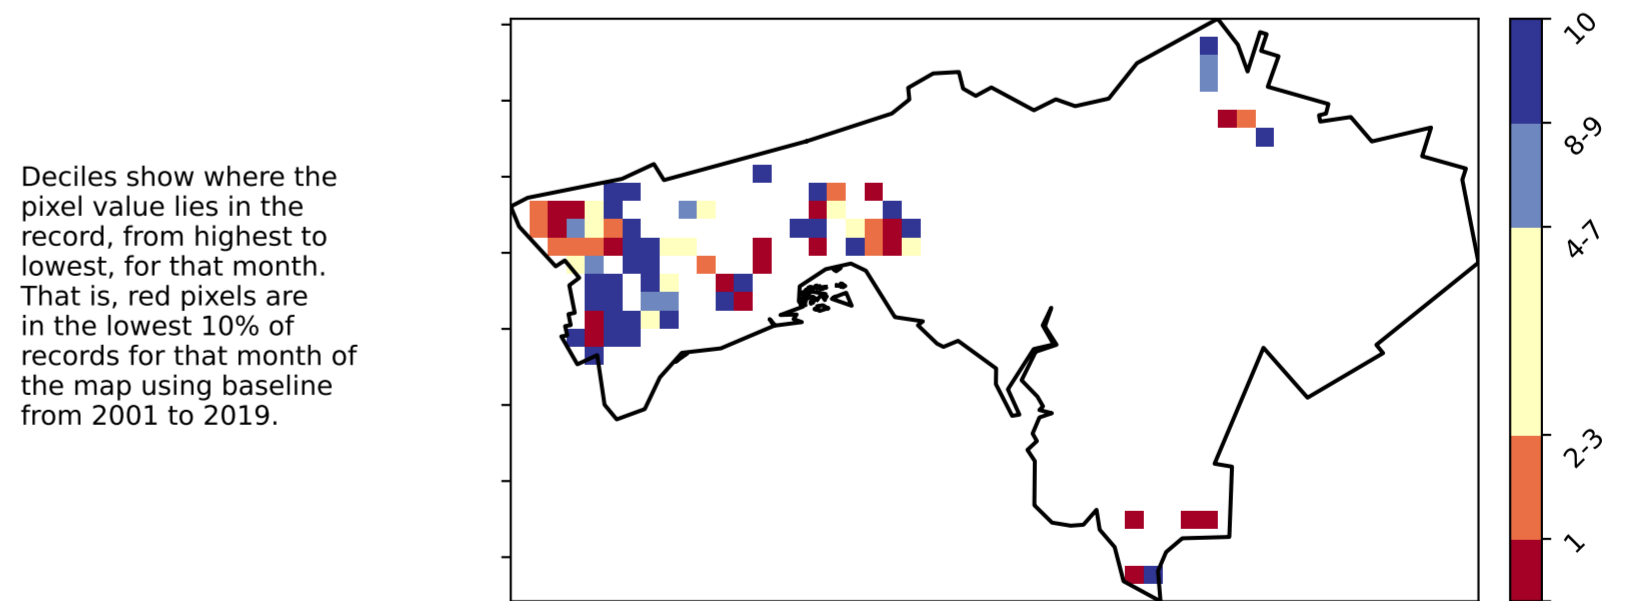 Deciles show where the
pixel value lies in the
record, from highest to
lowest, for that month.
That is, red pixels are
in the lowest 10% of
records for that month of
the map using baseline
from 2001 to 2019.
10
8-9
4-7
2-3
1